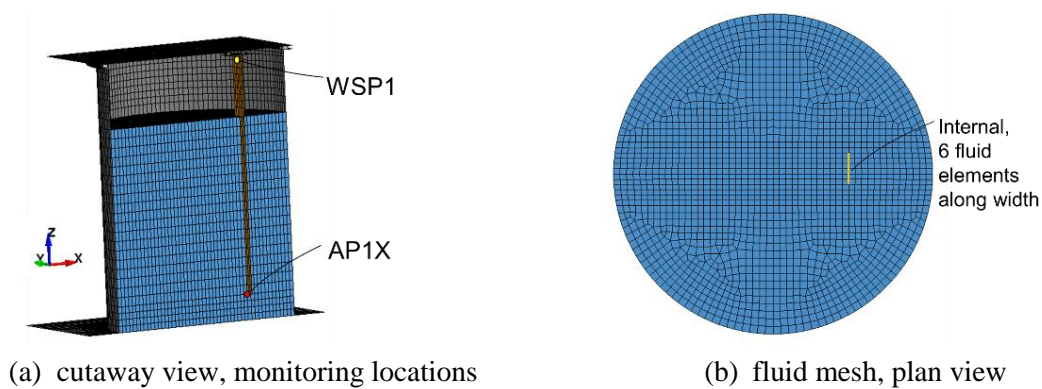 WSP1
AP1X
Z
Y
X
Internal,
6 fluid
elements
along width
(a) cutaway view, monitoring locations
(b) fluid mesh, plan view